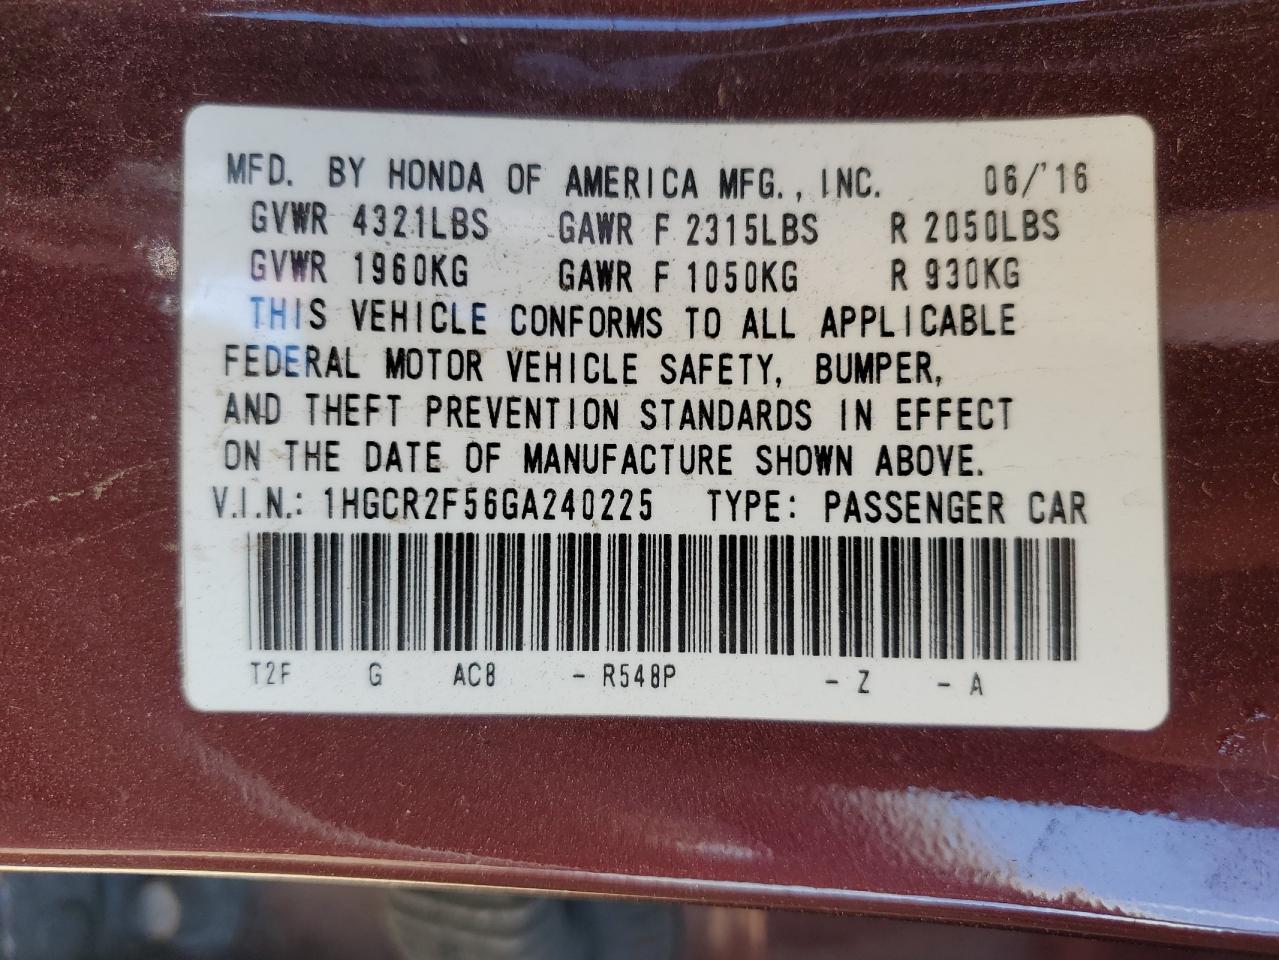 MFD. BY HONDA OF AMERICA MFG., INC. 06/'16
GVWR 4321LBS GAWR F 2315LBS R 2050LBS
GVWR 1960KG GAWR F 1050KG R 930KG
THIS VEHICLE CONFORMS TO ALL APPLICABLE
FEDERAL MOTOR VEHICLE SAFETY, BUMPER,
AND THEFT PREVENTION STANDARDS IN EFFECT
ON THE DATE OF MANUFACTURE SHOWN ABOVE.
V.I.N.: 1HGCR2F56GA240225 TYPE: PASSENGER CAR
T2F G AC8 - R548P - Z - A